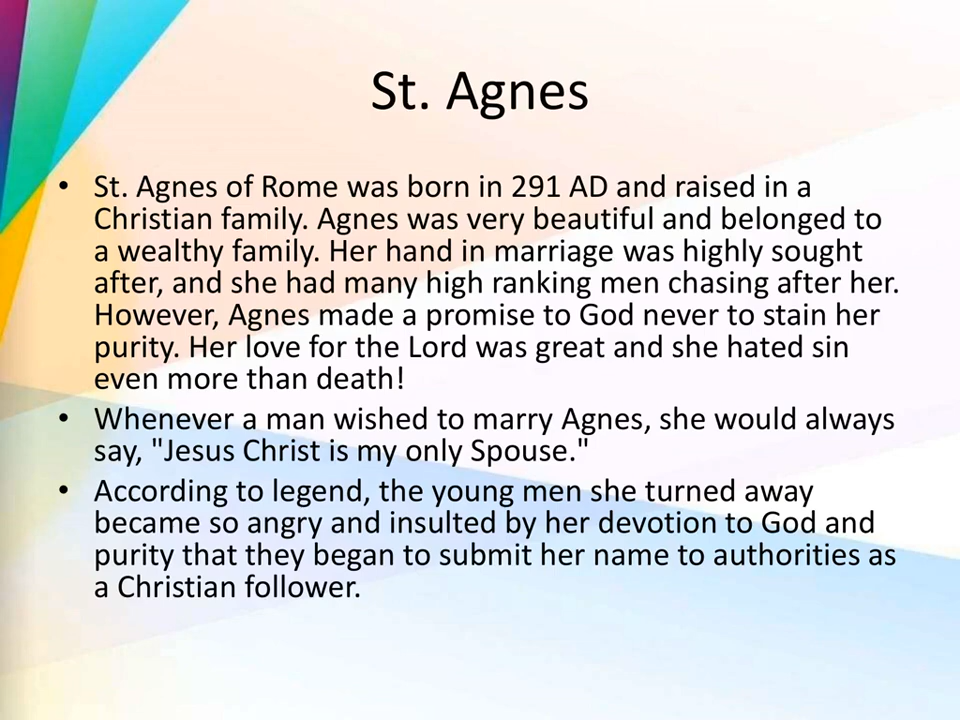 St. Agnes
• St. Agnes of Rome was born in 291 AD and raised in a
Christian family. Agnes was very beautiful and belonged to
a wealthy family. Her hand in marriage was highly sought
after, and she had many high ranking men chasing after her.
However, Agnes made a promise to God never to stain her
purity. Her love for the Lord was great and she hated sin
even more than death!
• Whenever a man wished to marry Agnes, she would always
say, "Jesus Christ is my only Spouse."
• According to legend, the young men she turned away
became so angry and insulted by her devotion to God and
purity that they began to submit her name to authorities as
a Christian follower.